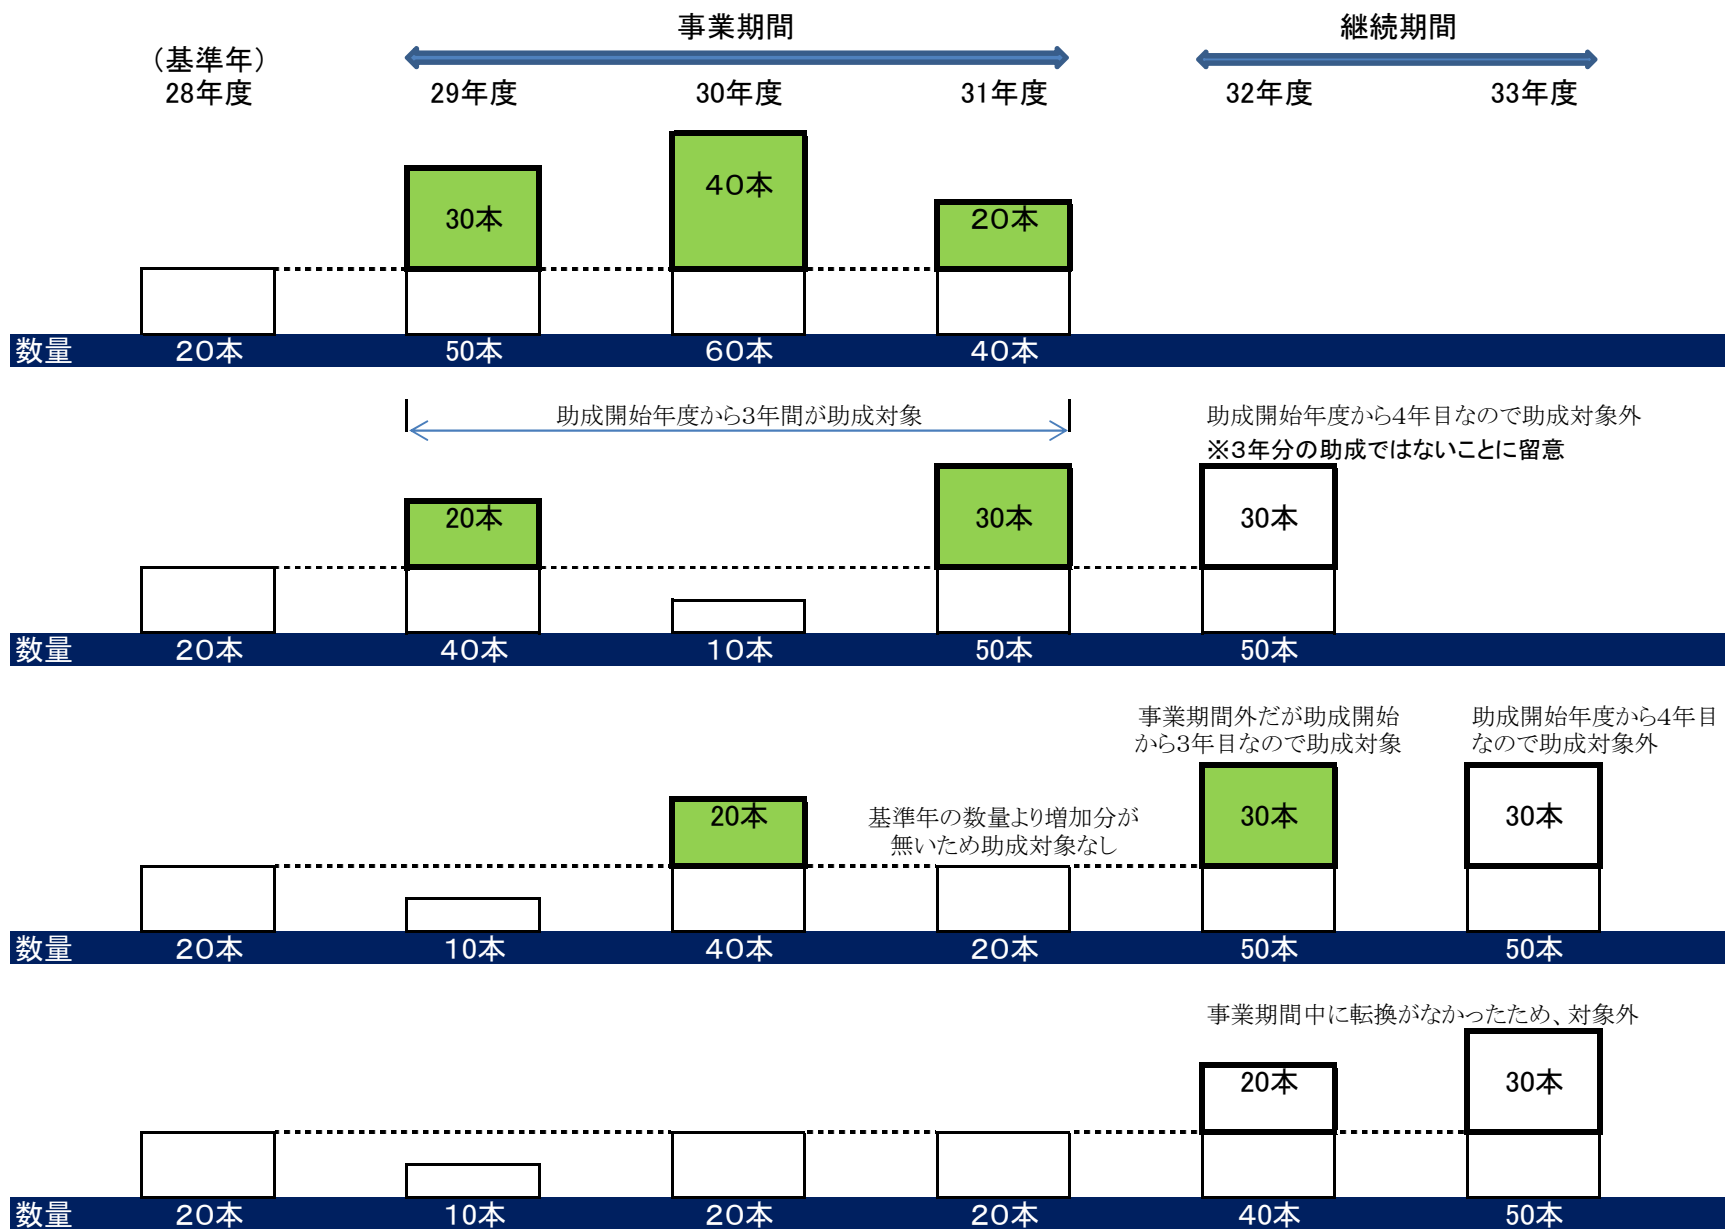 事業期間
継続期間
（基準年）
28年度
29年度
30年度
31年度
32年度
33年度
30本
４０本
２０本
数量
２０本
50本
６０本
４０本
助成開始年度から３年間が助成対象
助成開始年度から４年目なので助成対象外
※３年分の助成ではないことに留意
20本
30本
30本
数量
２０本
４０本
１０本
50本
50本
事業期間外だが助成開始
から３年目なので助成対象
助成開始年度から４年目
なので助成対象外
20本
基準年の数量より増加分が
無いため助成対象なし
30本
30本
数量
２０本
10本
４０本
２０本
50本
50本
事業期間中に転換がなかったため、対象外
20本
30本
数量
２０本
10本
２０本
２０本
40本
50本